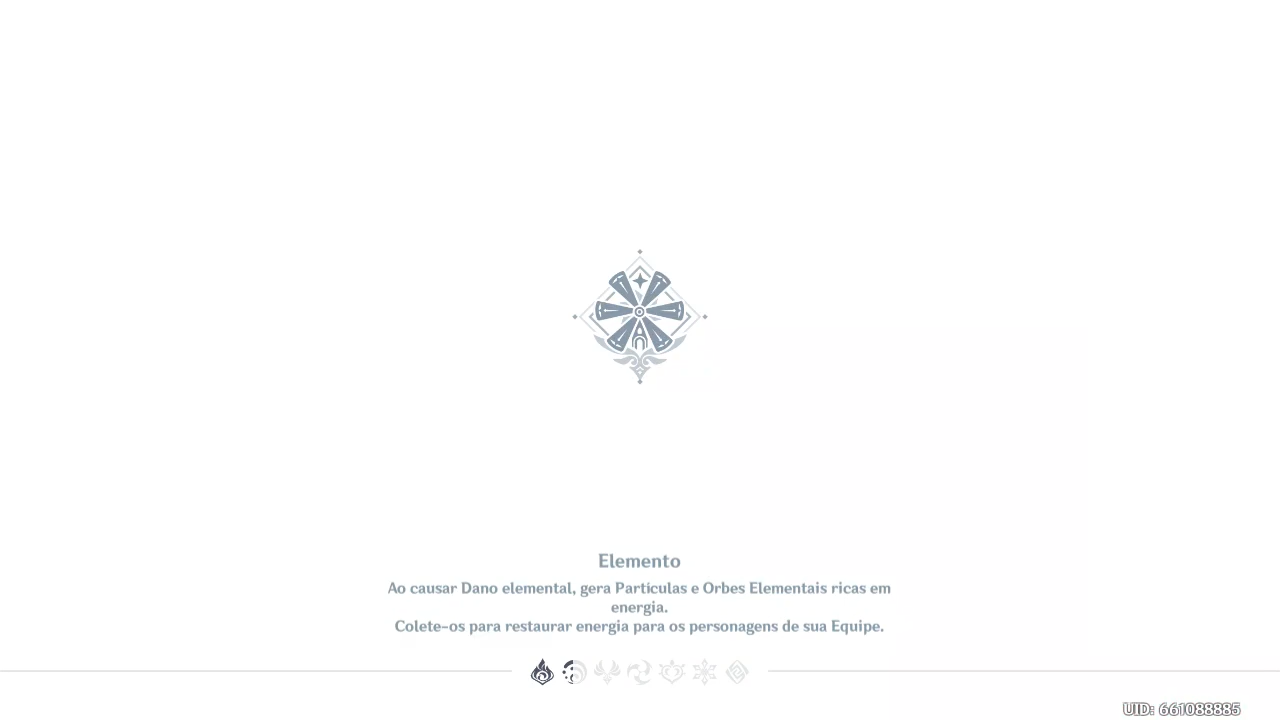 Elemento
Ao causar Dano elemental, gera Partículas e Orbes Elementais ricas em
energia.
Colete-os para restaurar energia para os personagens de sua Equipe.
UID: 661088885